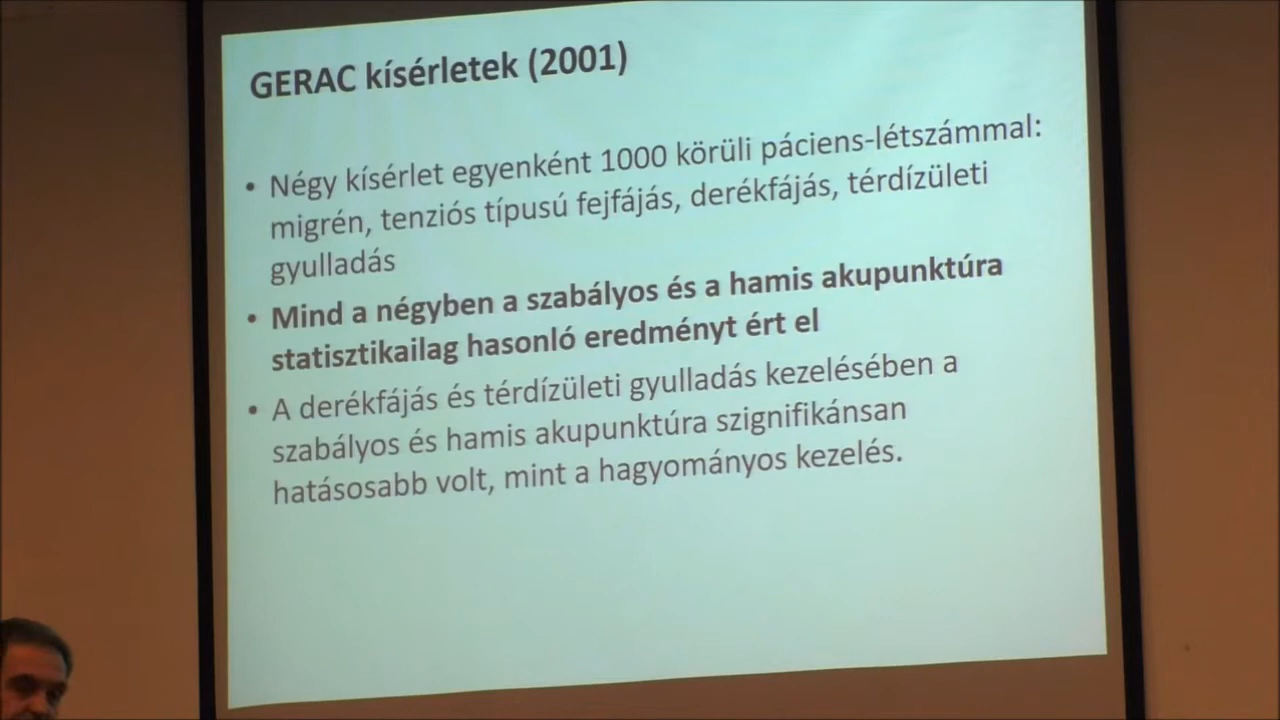 GERAC kísérletek (2001)
• Négy kísérlet egyenként 1000 körüli páciens-létszámmal:
migrén, tenziós típusú fejfájás, derékfájás, térdízületi
gyulladás
• Mind a négyben a szabályos és a hamis akupunktúra
statisztikailag hasonló eredményt ért el
• A derékfájás és térdízületi gyulladás kezelésében a
szabályos és hamis akupunktúra szignifikánsan
hatásosabb volt, mint a hagyományos kezelés.